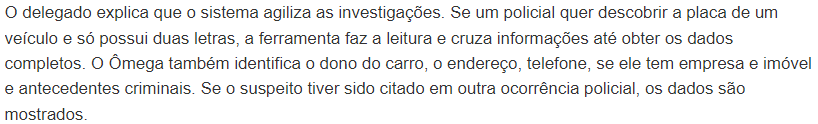 O delegado explica que o sistema agiliza as investigações. Se um policial quer descobrir a placa de um
veículo e só possui duas letras, a ferramenta faz a leitura e cruza informações até obter os dados
completos. O Ômega também identifica o dono do carro, o endereço, telefone, se ele tem empresa e imóvel
e antecedentes criminais. Se o suspeito tiver sido citado em outra ocorrência policial, os dados são
mostrados.